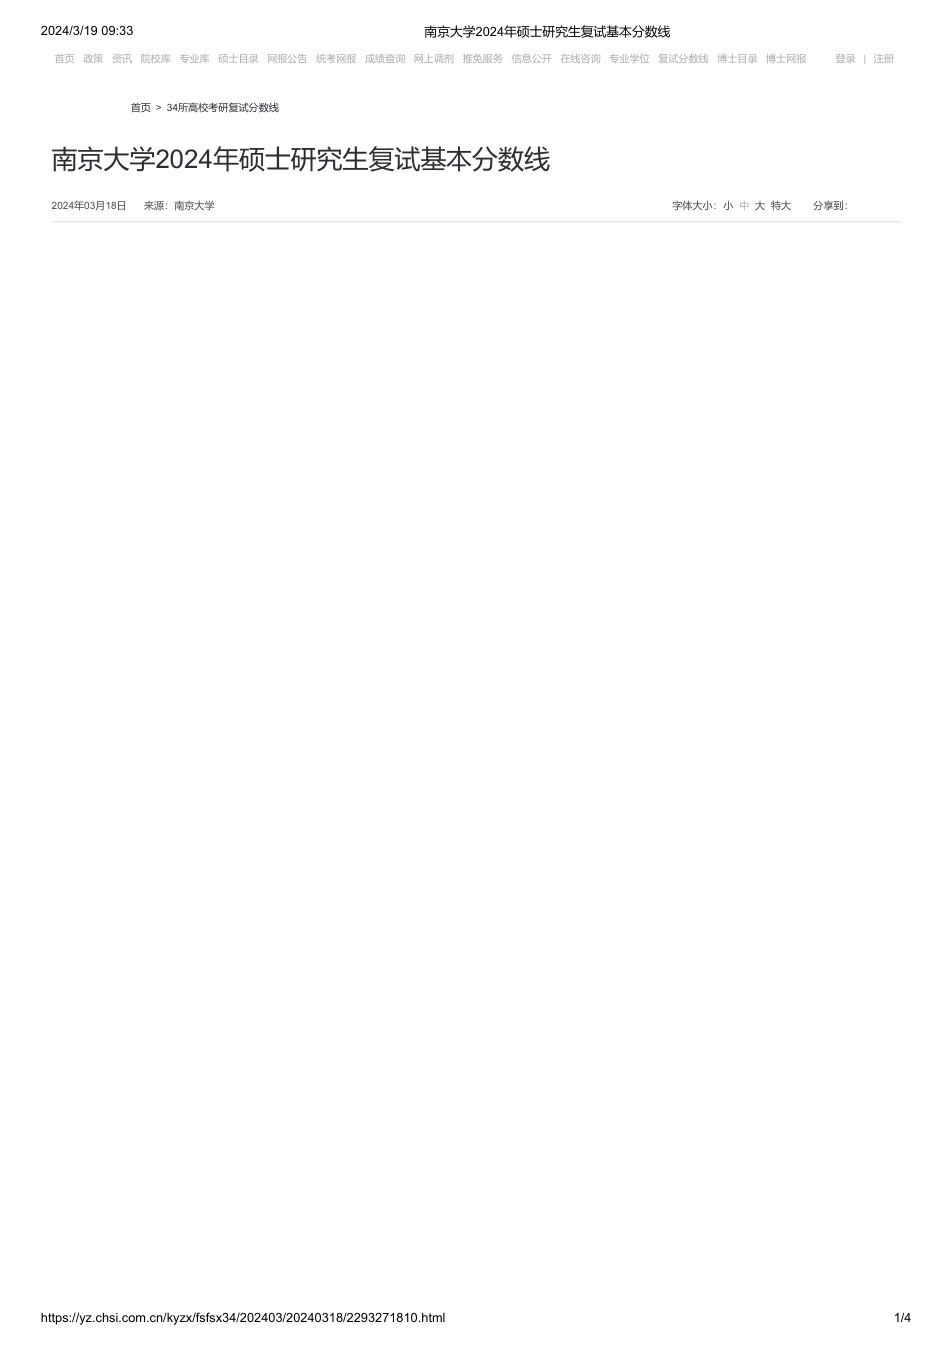 2024/3/19 09:33 南京大学2024年硕士研究生复试基本分数线
首页 政策 资讯 院校库 专业库 硕士目录 网报公告 统考网报 成绩查询 网上调剂 推免服务 信息公开 在线咨询 专业学位 复试分数线 博士目录 博士网报 登录 | 注册
首页 > 34所高校考研复试分数线
南京大学2024年硕士研究生复试基本分数线
2024年03月18日 来源：南京大学 字体大小：小 中 大 特大 分享到：
https://yz.chsi.com.cn/kyzx/fsfsx34/202403/20240318/2293271810.html 1/4